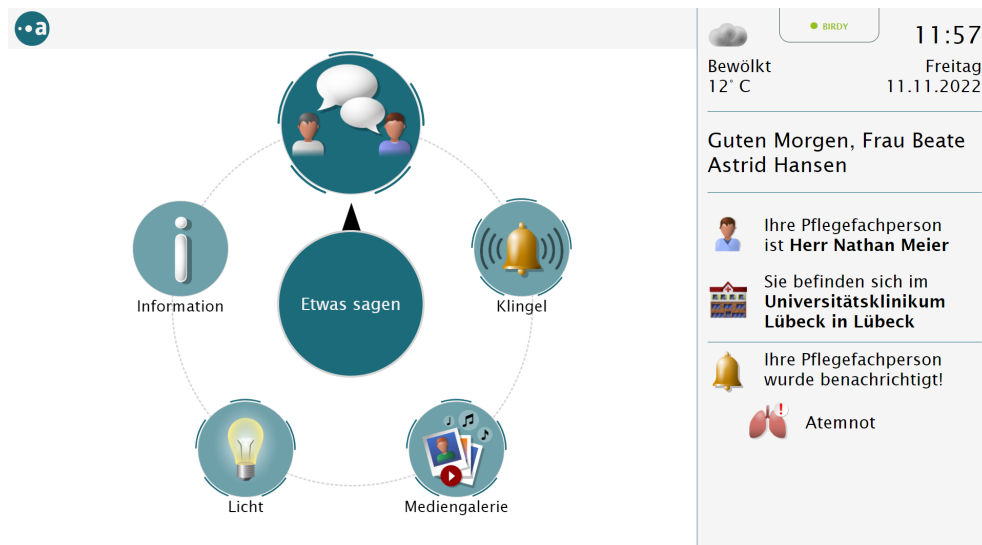 a
BIRDY
11:57
Bewölkt
Freitag
12° C
11.11.2022
Guten Morgen, Frau Beate
Astrid Hansen
Ihre Pflegefachperson
ist Herr Nathan Meier
Sie befinden sich im
Universitätsklinikum
Lübeck in Lübeck
Ihre Pflegefachperson
wurde benachrichtigt!
Atemnot
Information
Etwas sagen
Klingel
Licht
Mediengalerie